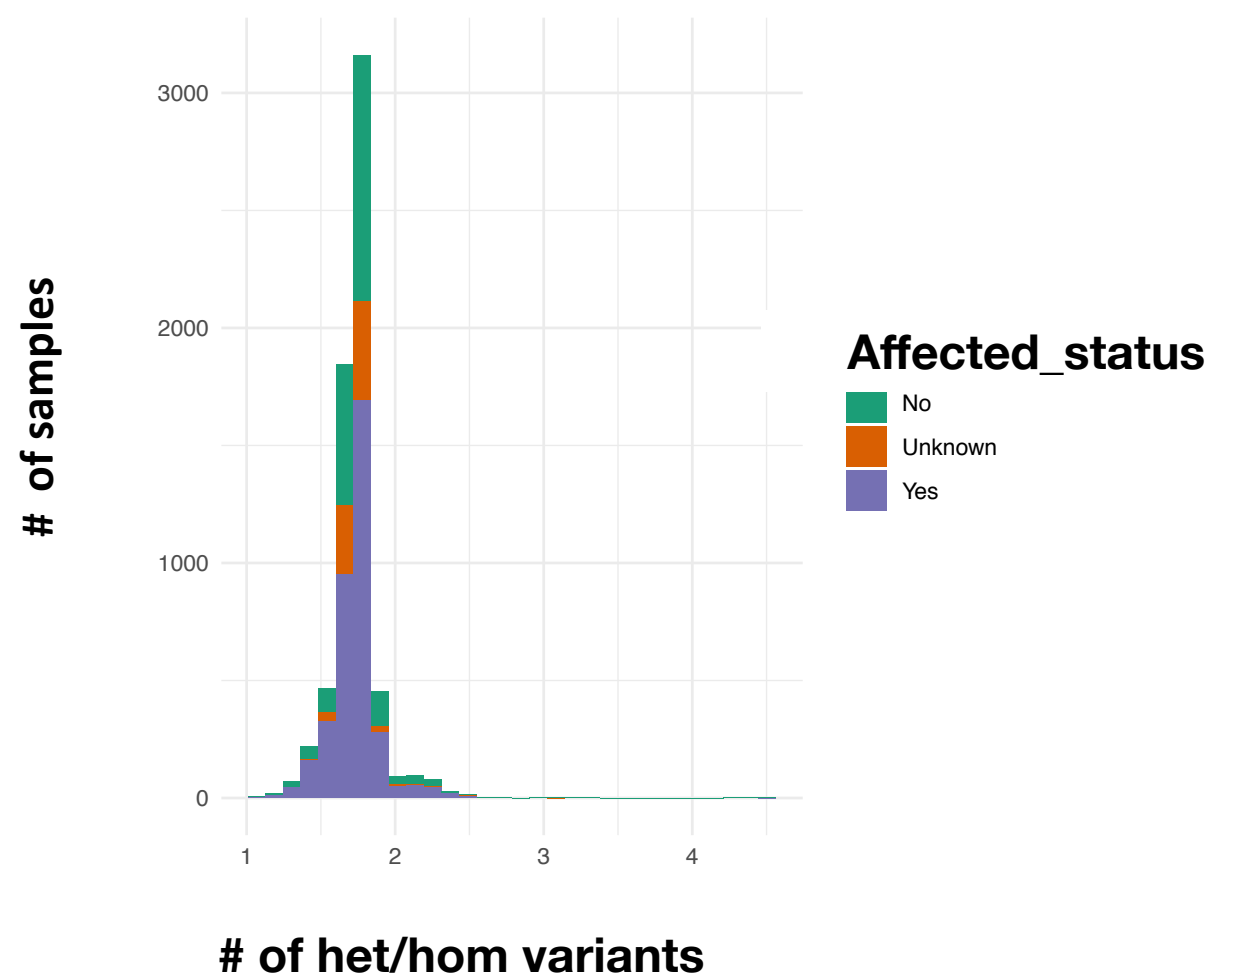 3000
2000
1000
0
# of samples
1
2
3
4
# of het/hom variants
Affected_status
No
Unknown
Yes